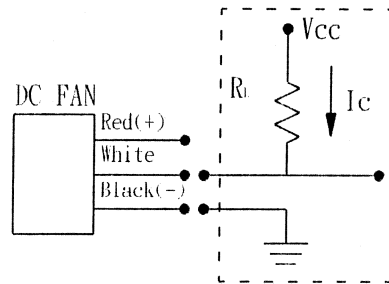 Vcc
DC FAN
RL
Ic
Red(+)
White
Black(-)